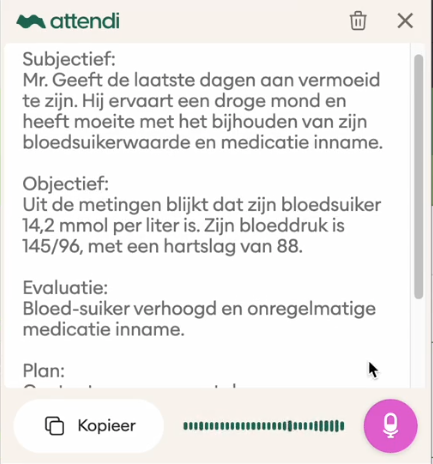 attendi
Subjectief:
Mr. Geeft de laatste dagen aan vermoeid
te zijn. Hij ervaart een droge mond en
heeft moeite met het bijhouden van zijn
bloedsuikerwaarde en medicatie inname.
Objectief:
Uit de metingen blijkt dat zijn bloedsuiker
14,2 mmol per liter is. Zijn bloeddruk is
145/96, met een hartslag van 88.
Evaluatie:
Bloed-suiker verhoogd en onregelmatige
medicatie inname.
Plan:
Kopieer